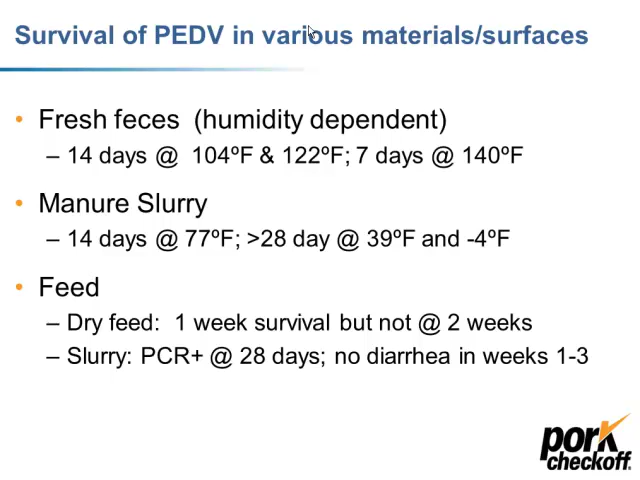 Survival of PEDV in various materials/surfaces
• Fresh feces (humidity dependent)
– 14 days @ 104ºF & 122ºF; 7 days @ 140ºF
• Manure Slurry
– 14 days @ 77ºF; >28 day @ 39ºF and -4ºF
• Feed
– Dry feed: 1 week survival but not @ 2 weeks
– Slurry: PCR+ @ 28 days; no diarrhea in weeks 1-3
pork
checkoff.